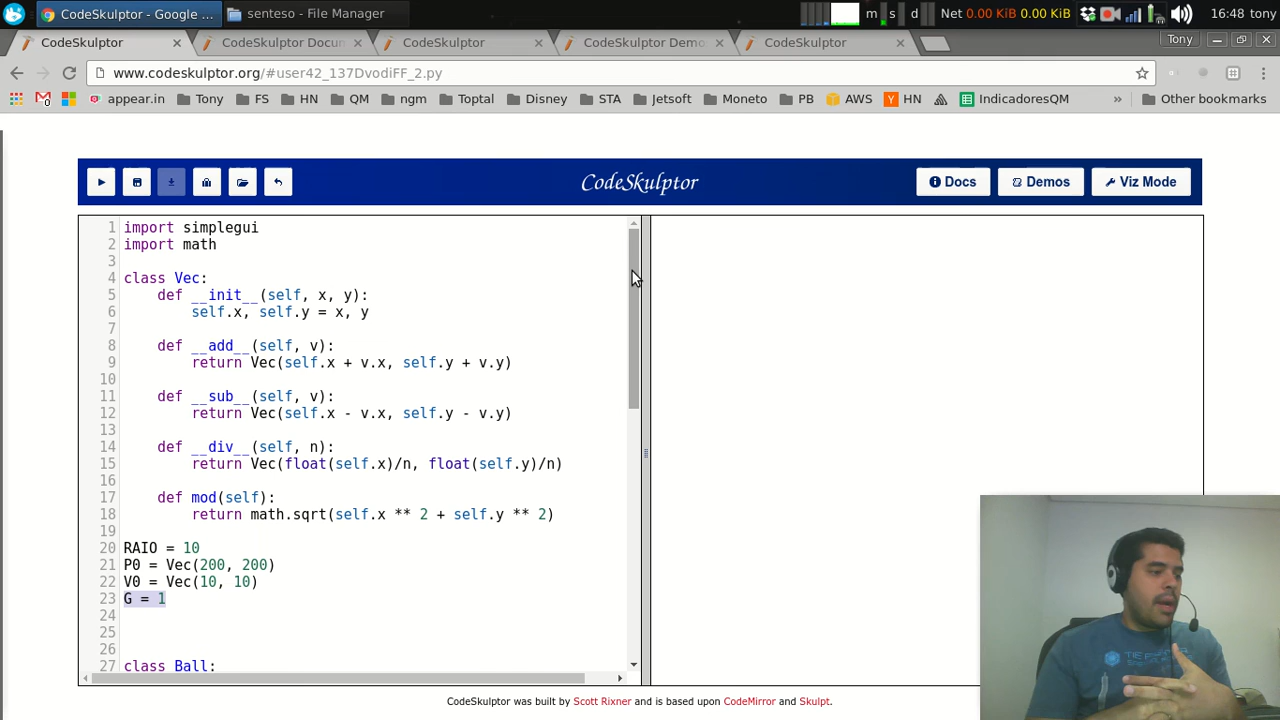 CodeSkulptor - Google ...
senteso - File Manager
m s d Net 0.00 KiB 0.00 KiB 16:48 tony
CodeSkulptor
CodeSkulptor Docum
CodeSkulptor
CodeSkulptor Demo
CodeSkulptor
Tony
www.codeskulptor.org/#user42_137DvodiFF_2.py
appear.in Tony FS HN QM ngm Toptal Disney STA Jetsoft Moneto PB AWS HN IndicadoresQM » Other bookmarks
CodeSkulptor
Docs
Demos
Viz Mode
1 import simplegui
2 import math
3
4 class Vec:
5 def __init__(self, x, y):
6 self.x, self.y = x, y
7
8 def __add__(self, v):
9 return Vec(self.x + v.x, self.y + v.y)
10
11 def __sub__(self, v):
12 return Vec(self.x - v.x, self.y - v.y)
13
14 def __div__(self, n):
15 return Vec(float(self.x)/n, float(self.y)/n)
16
17 def mod(self):
18 return math.sqrt(self.x ** 2 + self.y ** 2)
19
20 RAIO = 10
21 P0 = Vec(200, 200)
22 V0 = Vec(10, 10)
23 G = 1
24
25
26
27 class Ball:
CodeSkulptor was built by Scott Rixner and is based upon CodeMirror and Skulpt.